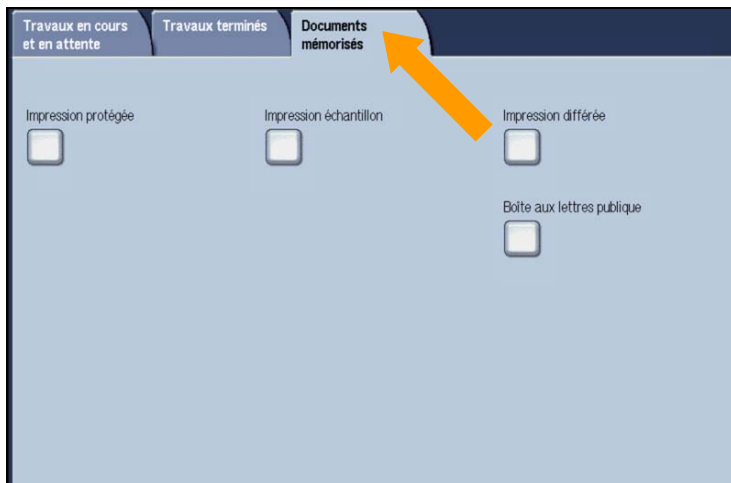 Travaux en cours
et en attente
Travaux terminés
Documents
mémorisés
Impression protégée
Impression échantillon
Impression différée
Boîte aux lettres publique